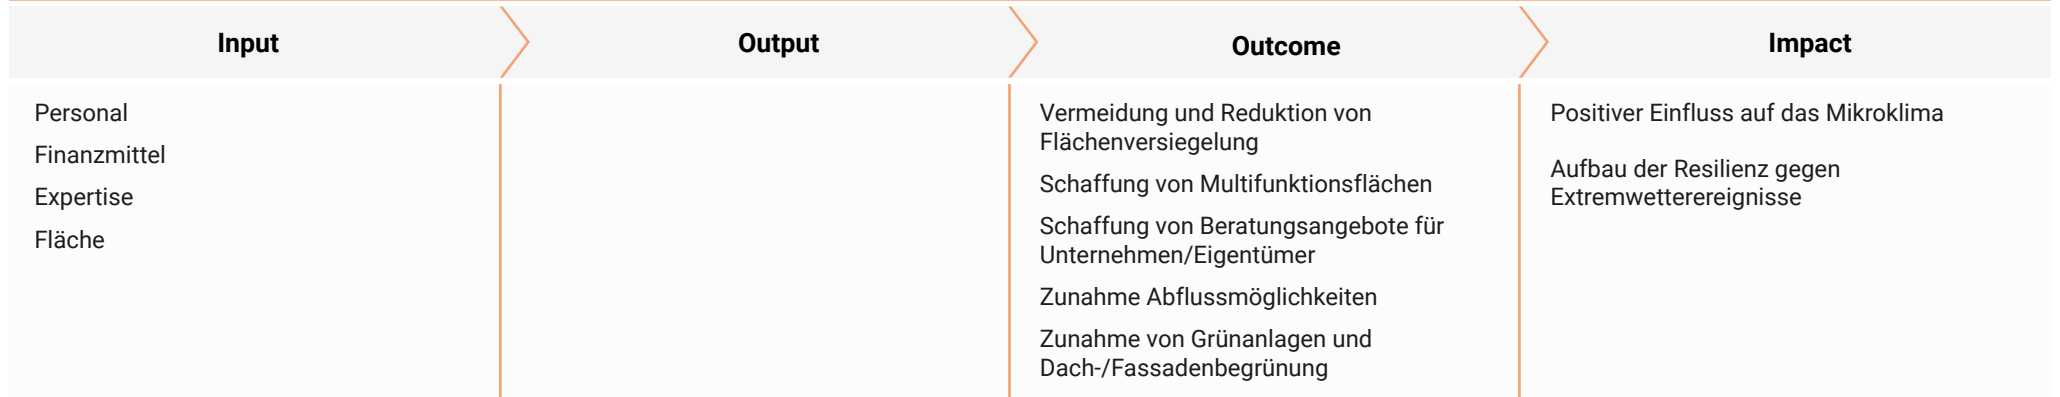 Input
Output
Outcome
Impact
Personal
Finanzmittel
Expertise
Fläche
Vermeidung und Reduktion von
Flächenversiegelung
Schaffung von Multifunktionsflächen
Schaffung von Beratungsangebote für
Unternehmen/Eigentümer
Zunahme Abflussmöglichkeiten
Zunahme von Grünanlagen und
Dach-/Fassadenbegrünung
Positiver Einfluss auf das Mikroklima
Aufbau der Resilienz gegen
Extremwetterereignisse